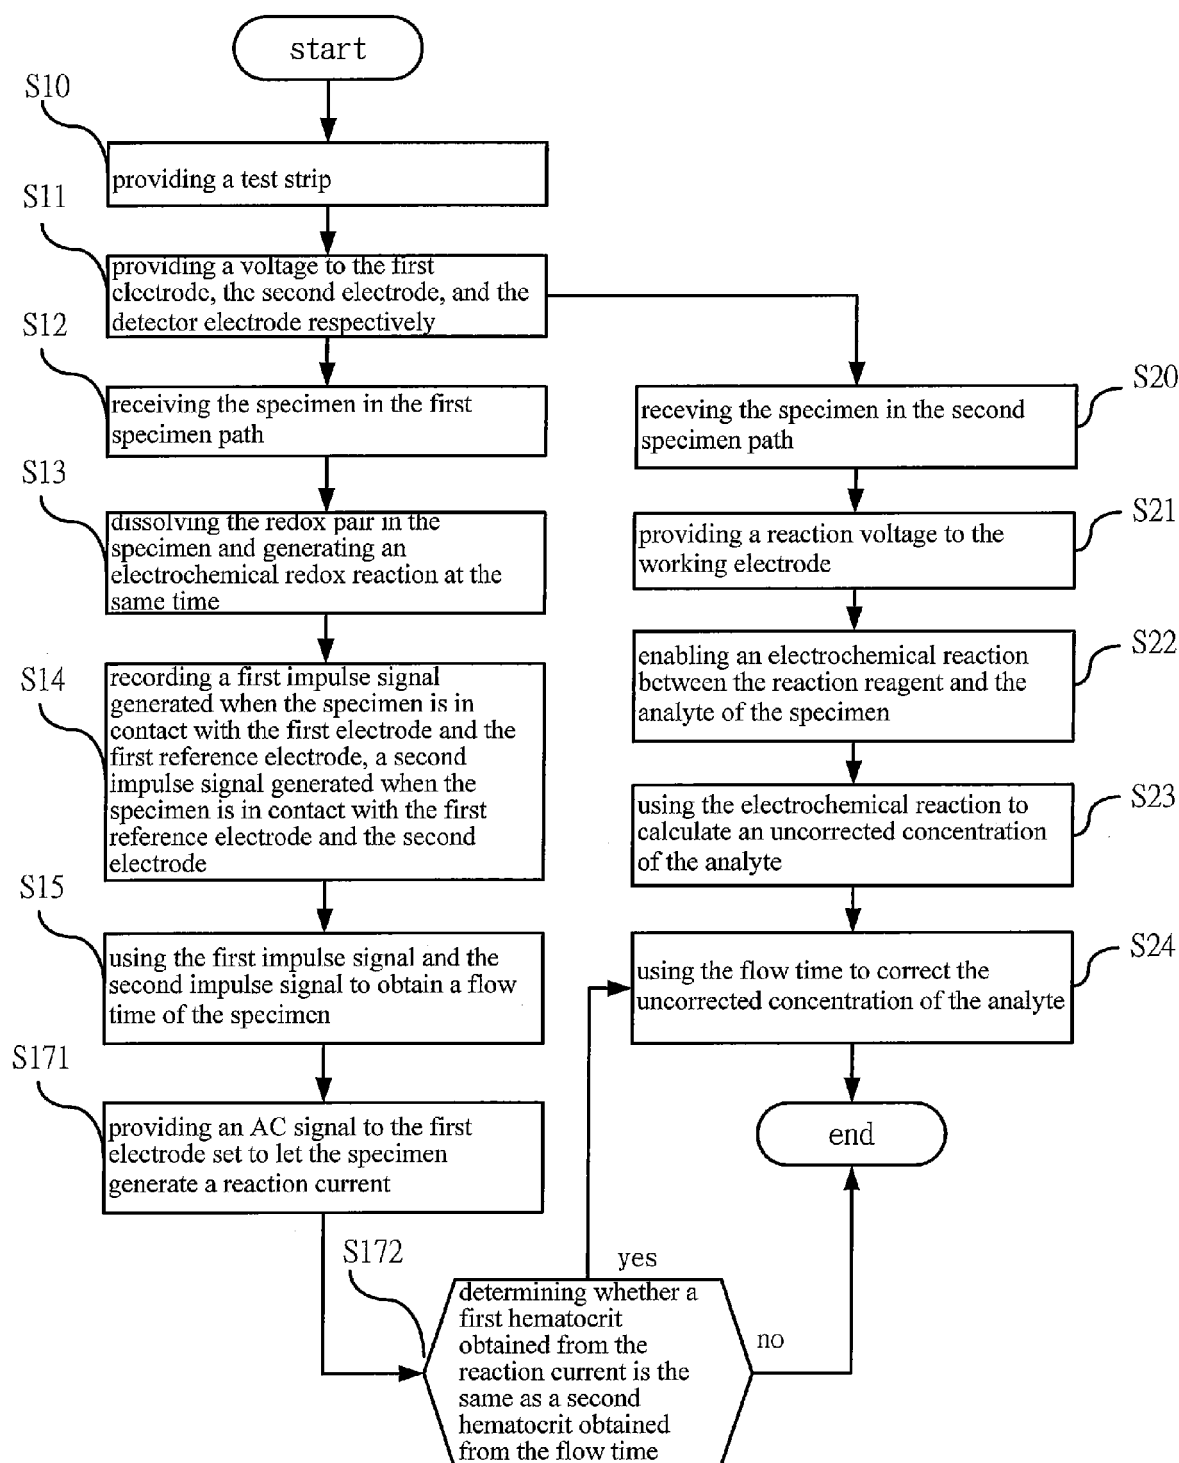 start
S10
providing a test strip
S11
providing a voltage to the first
electrode, the second electrode, and the
detector electrode respectively
S12
receiving the specimen in the first
specimen path
S13
dissolving the redox pair in the
specimen and generating an
electrochemical redox reaction at the
same time
S14
recording a first impulse signal
generated when the specimen is in
contact with the first electrode and the
first reference electrode, a second
impulse signal generated when the
specimen is in contact with the first
reference electrode and the second
electrode
S15
using the first impulse signal and the
second impulse signal to obtain a flow
time of the specimen
S171
providing an AC signal to the first
electrode set to let the specimen
generate a reaction current
S172
determining whether a
first hematocrit
obtained from the
reaction current is the
same as a second
hematocrit obtained
from the flow time
yes
no
S20
receving the specimen in the second
specimen path
S21
providing a reaction voltage to the
working electrode
S22
enabling an electrochemical reaction
between the reaction reagent and the
analyte of the specimen
S23
using the electrochemical reaction to
calculate an uncorrected concentration
of the analyte
S24
using the flow time to correct the
uncorrected concentration of the analyte
end